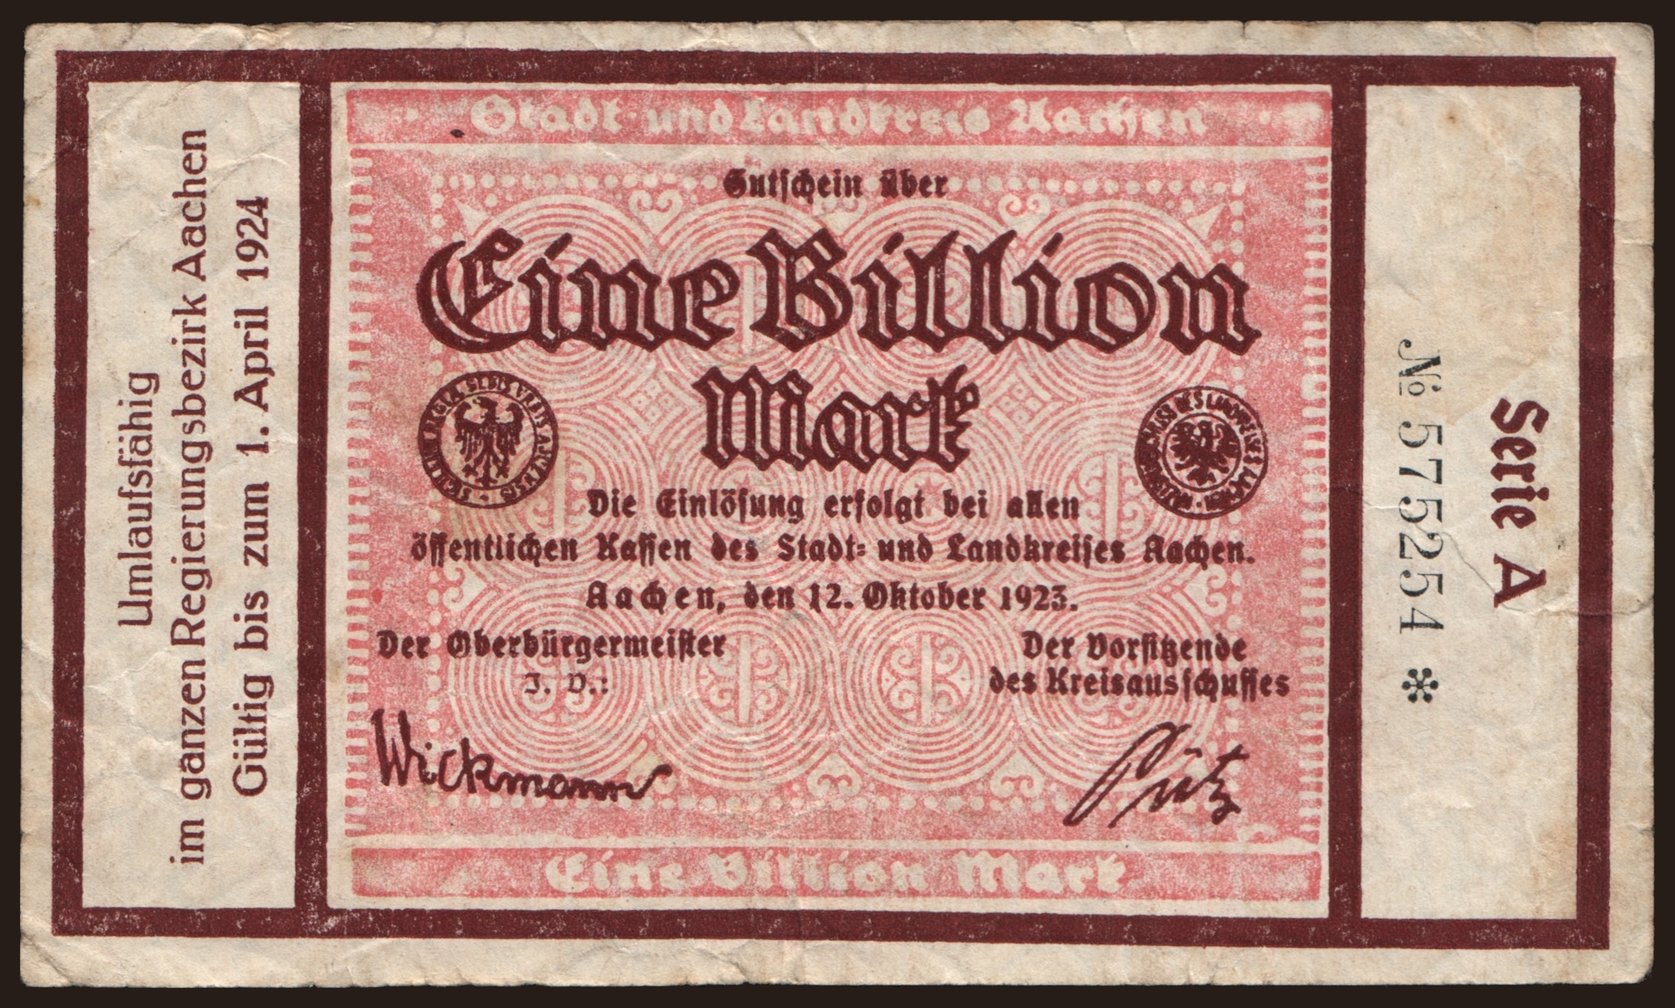 Umlaufsfähig
im ganzen Regierungsbezirk Aachen
Gültig bis zum 1. April 1924
Stadt- und Landkreis Aachen
Gutschein über
Eine Billion
Mark
Die Einlösung erfolgt bei allen
öffentlichen Kassen des Stadt- und Landkreises Aachen.
Aachen, den 12. Oktober 1923.
Der Oberbürgermeister
J. V.:
Wickmann
Der Vorsitzende
des Kreisausschusses
Pütz
Eine Billion Mark
Serie A
№ 575254 *